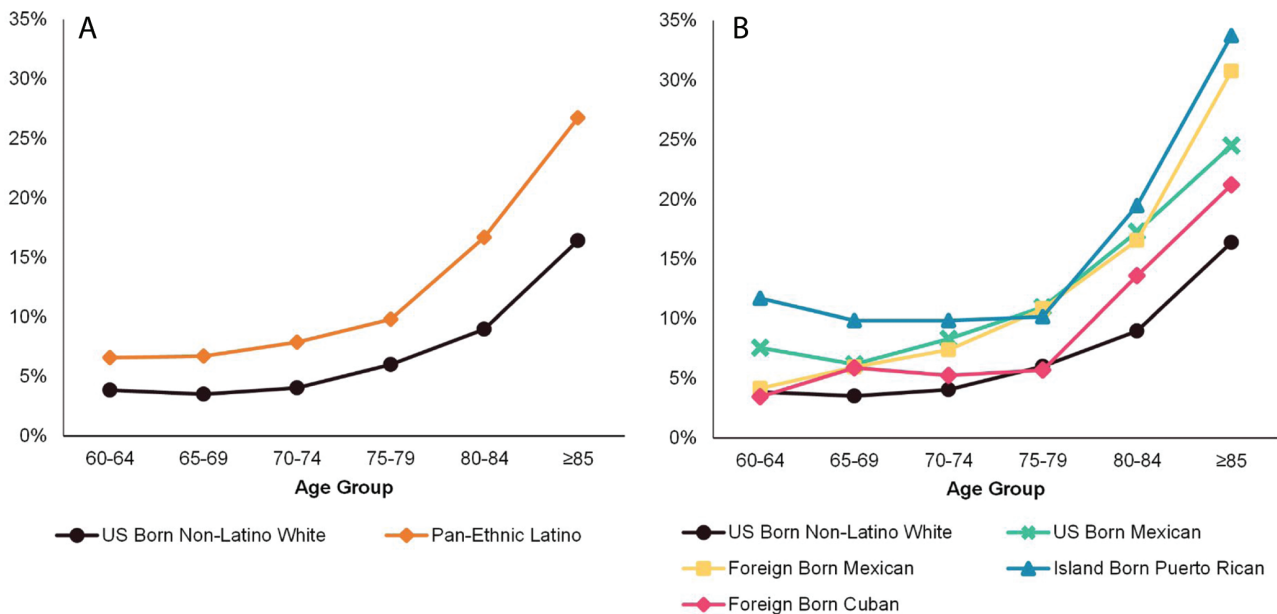 A
35%
30%
25%
20%
15%
10%
5%
0%
60-64 65-69 70-74 75-79 80-84 ≥85
Age Group
US Born Non-Latino White Pan-Ethnic Latino
B
35%
30%
25%
20%
15%
10%
5%
0%
60-64 65-69 70-74 75-79 80-84 ≥85
Age Group
US Born Non-Latino White US Born Mexican
Foreign Born Mexican Island Born Puerto Rican
Foreign Born Cuban